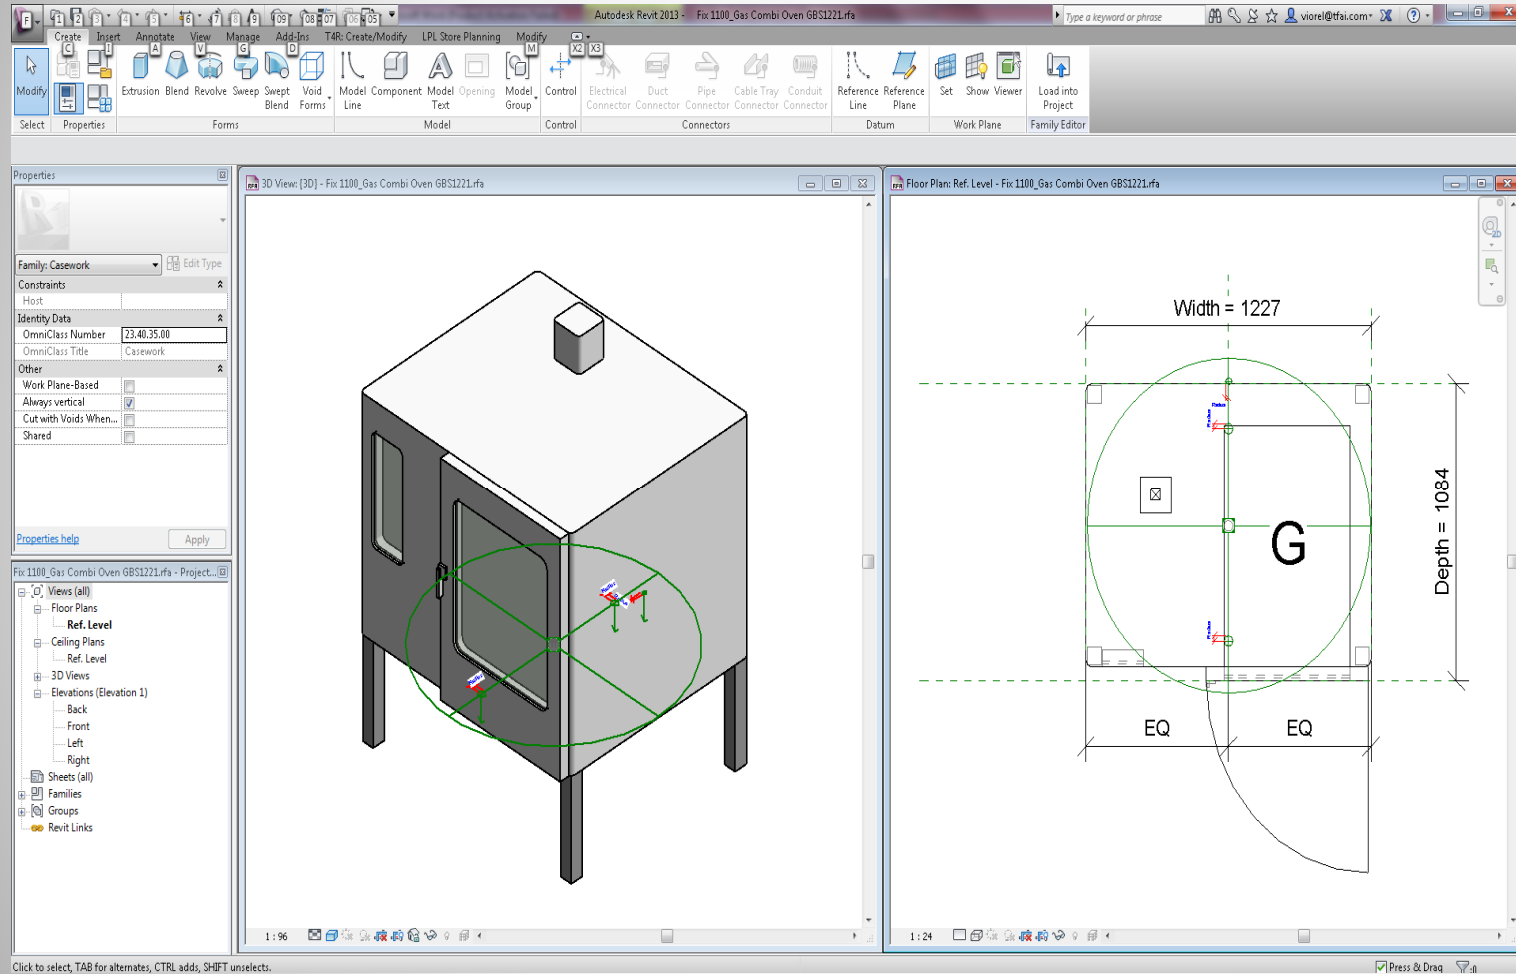 Autodesk Revit 2013 -    Fix 1100_Gas Combi Oven GBS1221.rfa
Type a keyword or phrase
viorel@tfai.com
Create Insert Annotate View Manage Add-Ins T4R: Create/Modify LPL Store Planning Modify
C I A V G D M X2 X3
Modify
Extrusion Blend Revolve Sweep Swept Blend Void Forms
Model Line Component Model Text Opening Model Group
Control
Electrical Connector Duct Connector Pipe Connector Cable Tray Connector Conduit Connector
Reference Line Reference Plane
Set Show Viewer
Load into Project
Select Properties Forms Model Control Connectors Datum Work Plane Family Editor
Properties
Family: Casework
Edit Type
Constraints
Host
Identity Data
OmniClass Number 23.40.35.00
OmniClass Title Casework
Other
Work Plane-Based
Always vertical
Cut with Voids When...
Shared
Properties help
Apply
Fix 1100_Gas Combi Oven GBS1221.rfa - Project...
Views (all)
Floor Plans
Ref. Level
Ceiling Plans
Ref. Level
3D Views
Elevations (Elevation 1)
Back
Front
Left
Right
Sheets (all)
Families
Groups
Revit Links
3D View: {3D} - Fix 1100_Gas Combi Oven GBS1221.rfa
1 : 96
Floor Plan: Ref. Level - Fix 1100_Gas Combi Oven GBS1221.rfa
2D
Width = 1227
Radius
Radius
G
Depth = 1084
Radius
EQ
EQ
1 : 24
Click to select, TAB for alternates, CTRL adds, SHIFT unselects.
Press & Drag
:0